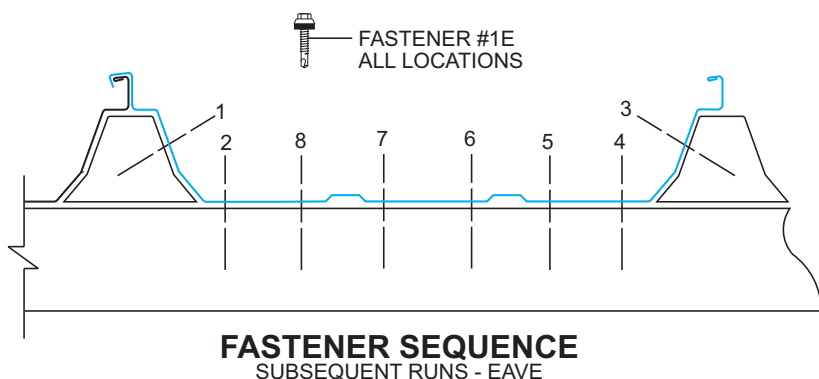 FASTENER #1E
ALL LOCATIONS
1
2
8
7
6
5
4
3
FASTENER SEQUENCE
SUBSEQUENT RUNS - EAVE